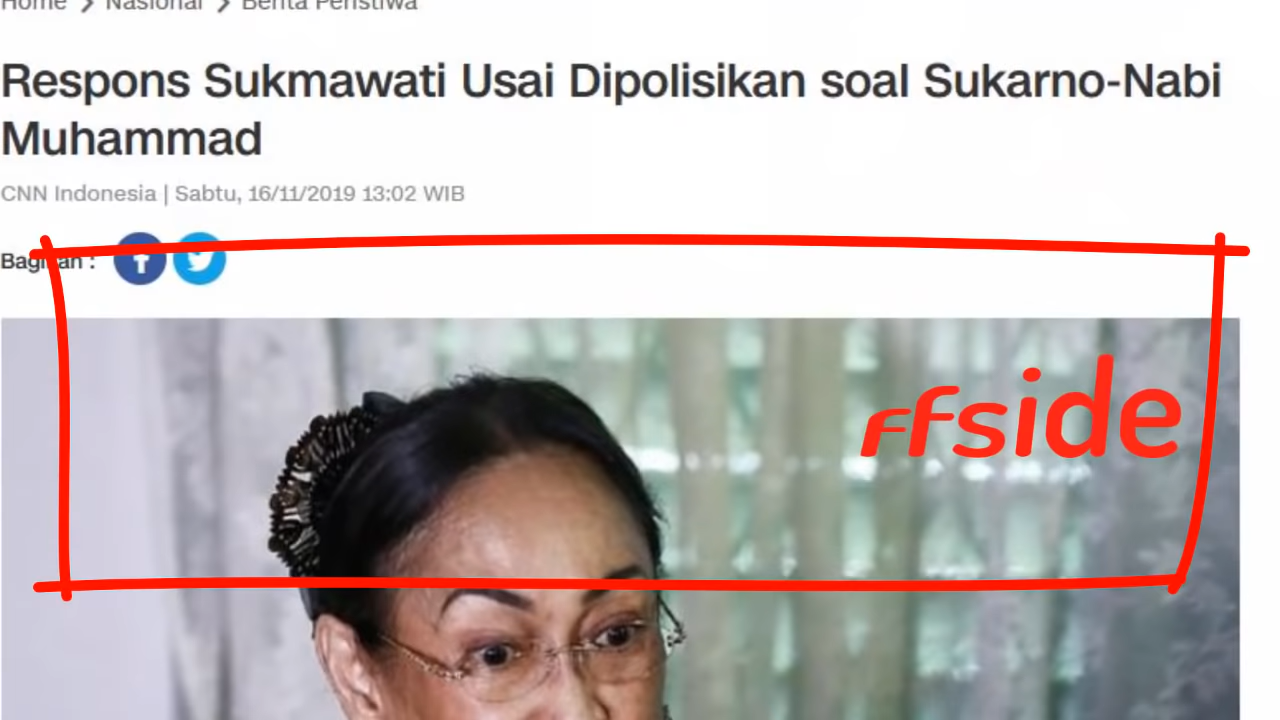 Home > Nasional > Berita Peristiwa
Respons Sukmawati Usai Dipolisikan soal Sukarno-Nabi
Muhammad
CNN Indonesia | Sabtu, 16/11/2019 13:02 WIB
Bagikan :
ffside